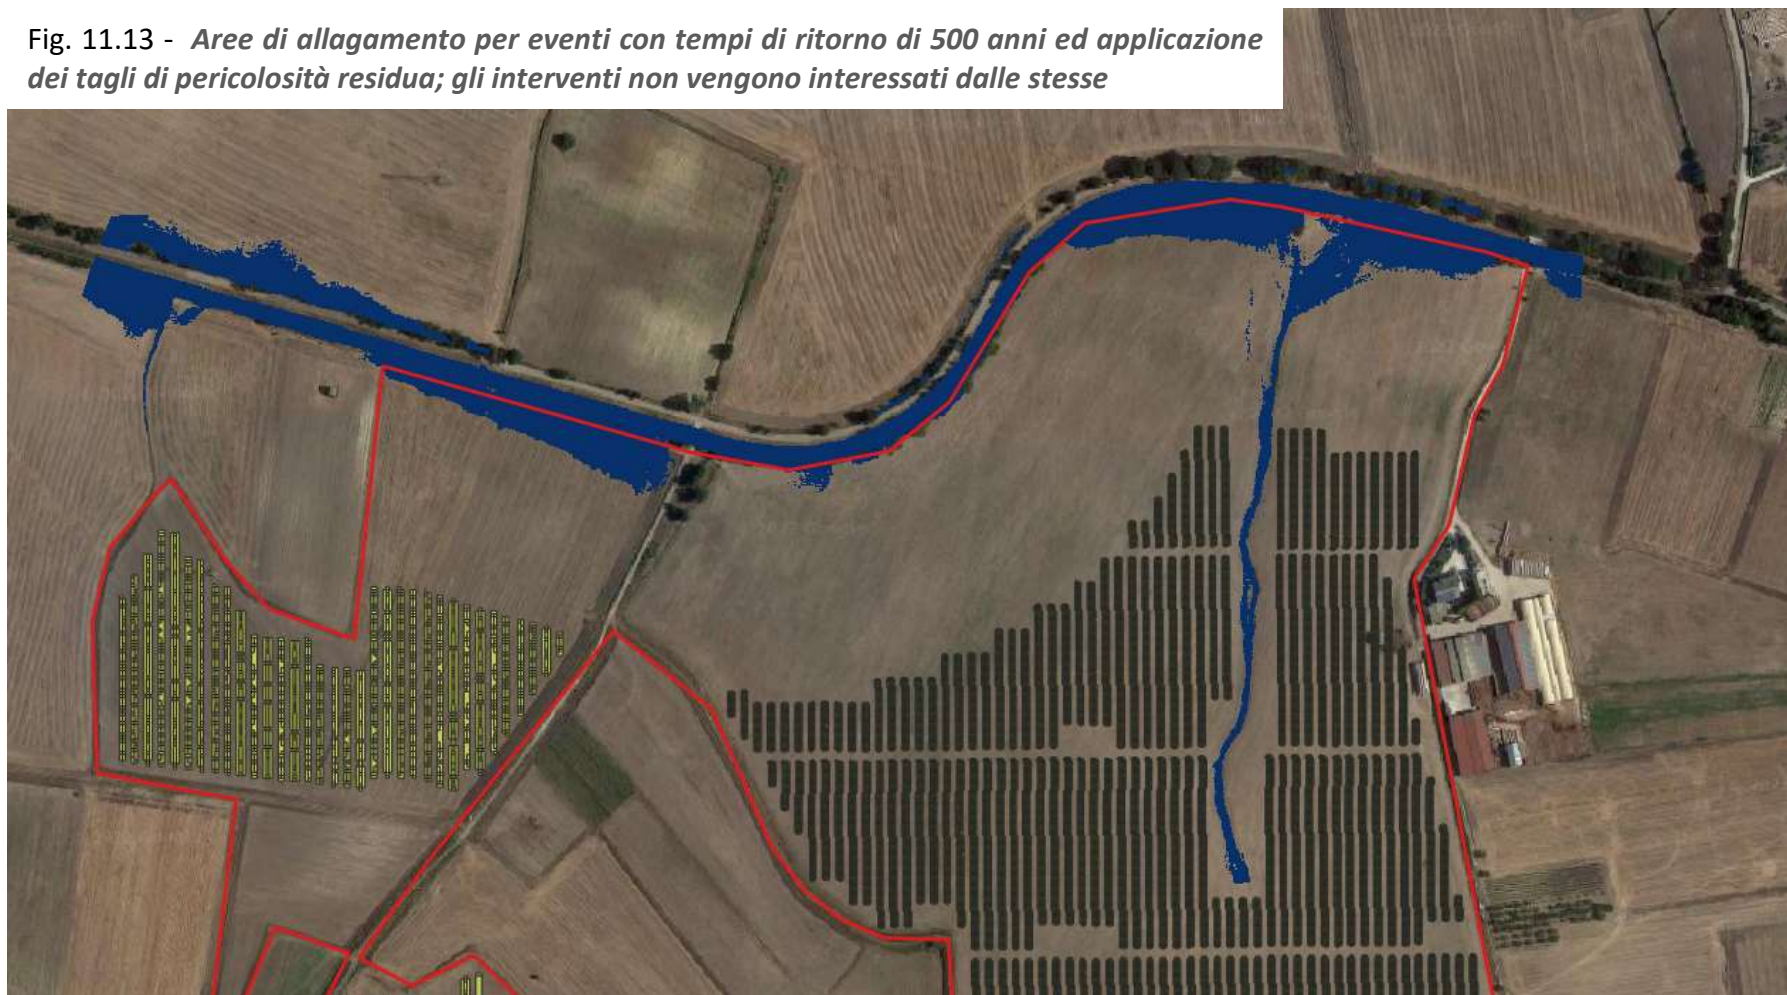 Fig. 11.13 - Aree di allagamento per eventi con tempi di ritorno di 500 anni ed applicazione
dei tagli di pericolosità residua; gli interventi non vengono interessati dalle stesse